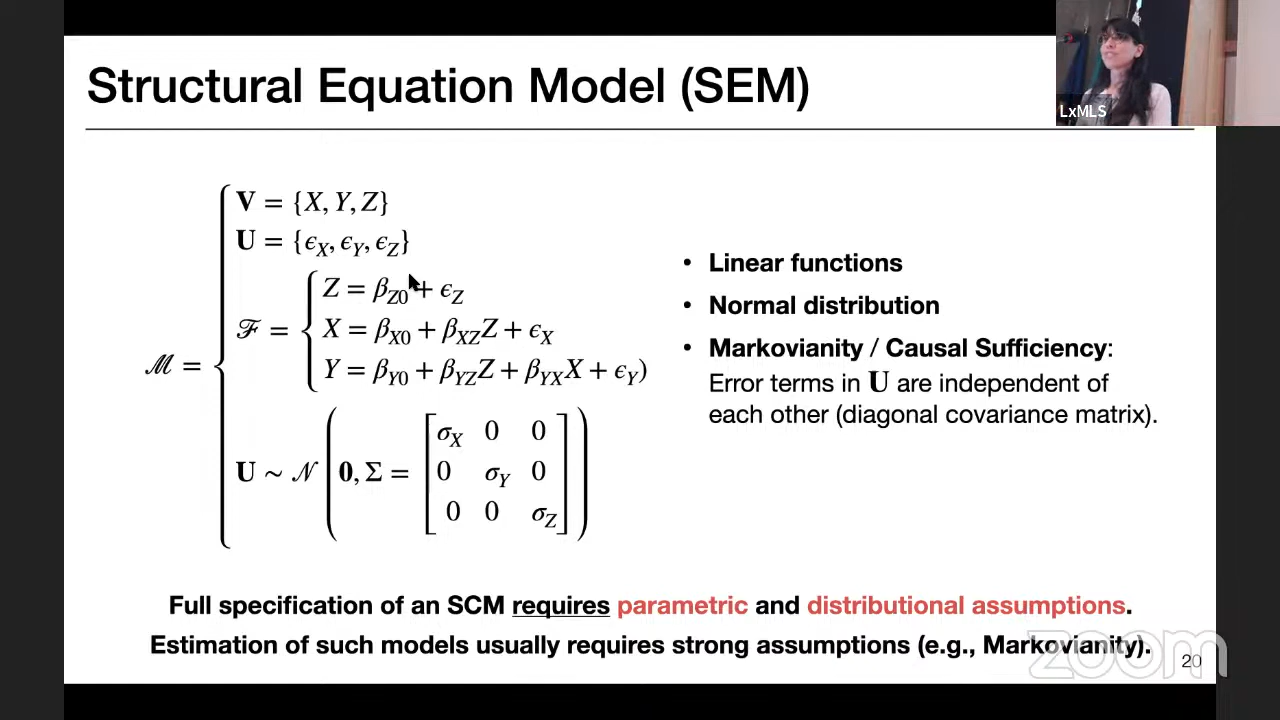 Structural Equation Model (SEM)
LxMLS
V = {X, Y, Z}
U = {ϵ_X, ϵ_Y, ϵ_Z}
ℳ =
ℱ =
Z = β_Z0 + ϵ_Z
X = β_X0 + β_XZ Z + ϵ_X
Y = β_Y0 + β_YZ Z + β_YX X + ϵ_Y)
U ∼ 𝒩 ( 0, Σ =
σ_X 0 0
0 σ_Y 0
0 0 σ_Z
)
• Linear functions
• Normal distribution
• Markovianity / Causal Sufficiency:
Error terms in U are independent of
each other (diagonal covariance matrix).
Full specification of an SCM requires parametric and distributional assumptions.
Estimation of such models usually requires strong assumptions (e.g., Markovianity).
zoom
20